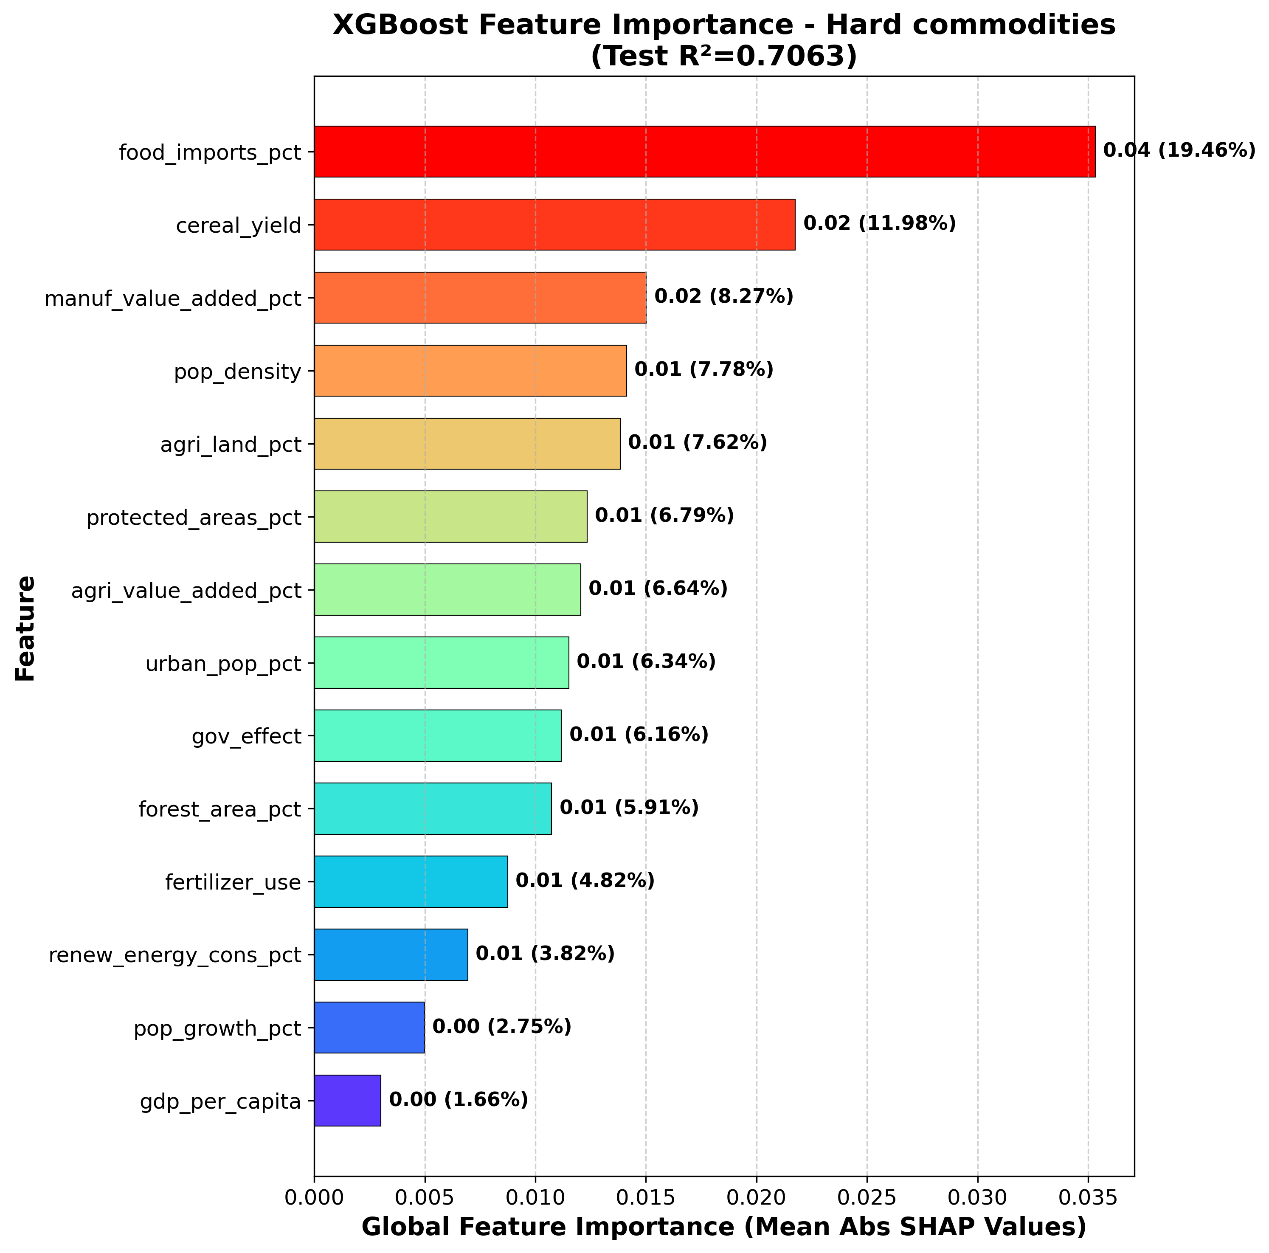 XGBoost Feature Importance - Hard commodities
(Test R²=0.7063)
food_imports_pct 0.04 (19.46%)
cereal_yield 0.02 (11.98%)
manuf_value_added_pct 0.02 (8.27%)
pop_density 0.01 (7.78%)
agri_land_pct 0.01 (7.62%)
protected_areas_pct 0.01 (6.79%)
agri_value_added_pct 0.01 (6.64%)
urban_pop_pct 0.01 (6.34%)
gov_effect 0.01 (6.16%)
forest_area_pct 0.01 (5.91%)
fertilizer_use 0.01 (4.82%)
renew_energy_cons_pct 0.01 (3.82%)
pop_growth_pct 0.00 (2.75%)
gdp_per_capita 0.00 (1.66%)
Feature
0.000 0.005 0.010 0.015 0.020 0.025 0.030 0.035
Global Feature Importance (Mean Abs SHAP Values)